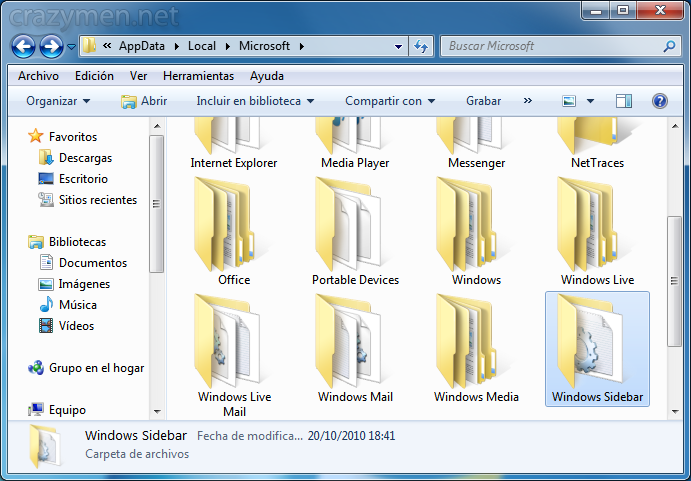 crazymen.net
« AppData Local Microsoft
Buscar Microsoft
Archivo Edición Ver Herramientas Ayuda
Organizar Abrir Incluir en biblioteca Compartir con Grabar »
Favoritos
Descargas
Escritorio
Sitios recientes
Bibliotecas
Documentos
Imágenes
Música
Vídeos
Grupo en el hogar
Equipo
Internet Explorer Media Player Messenger NetTraces
Office Portable Devices Windows Windows Live
Windows Live Mail Windows Mail Windows Media Windows Sidebar
Windows Sidebar Fecha de modifica... 20/10/2010 18:41
Carpeta de archivos